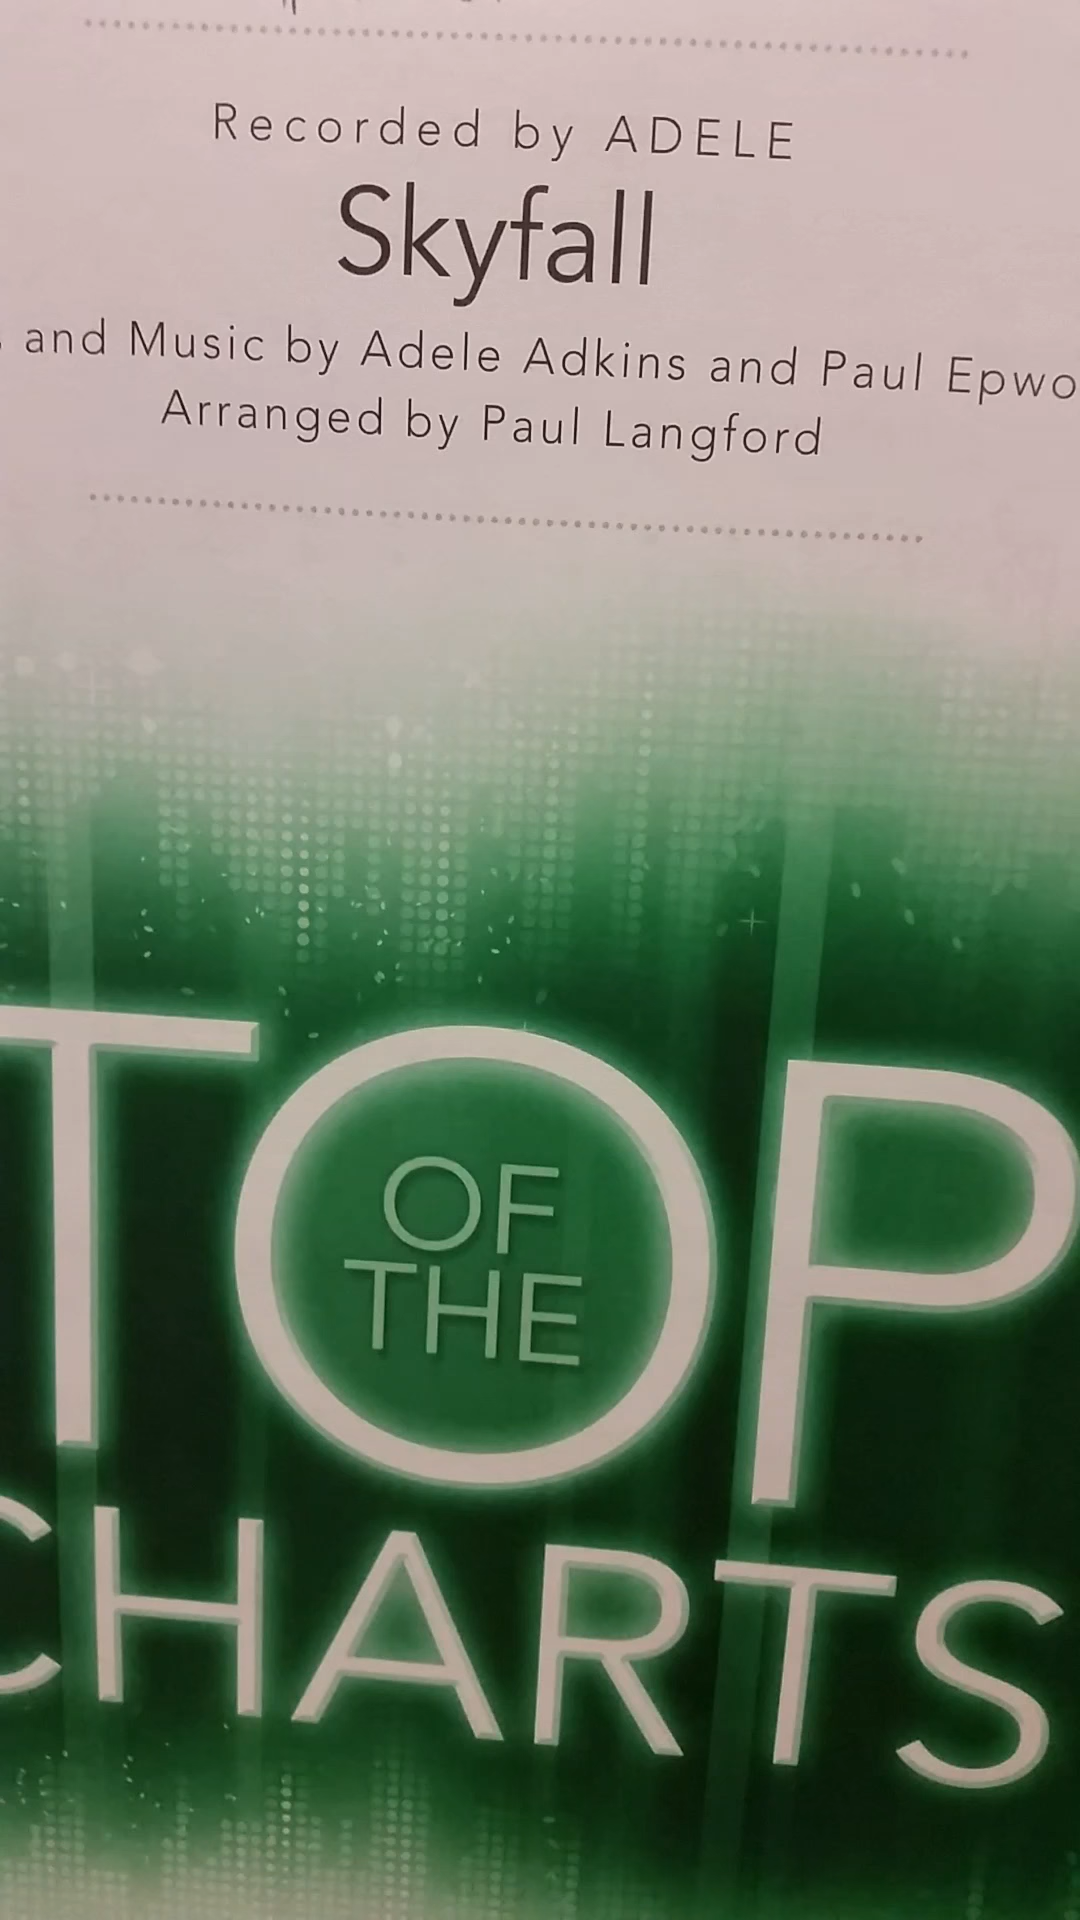 Recorded by ADELE
Skyfall
and Music by Adele Adkins and Paul Epwo
Arranged by Paul Langford
TOP
OF
THE
CHARTS